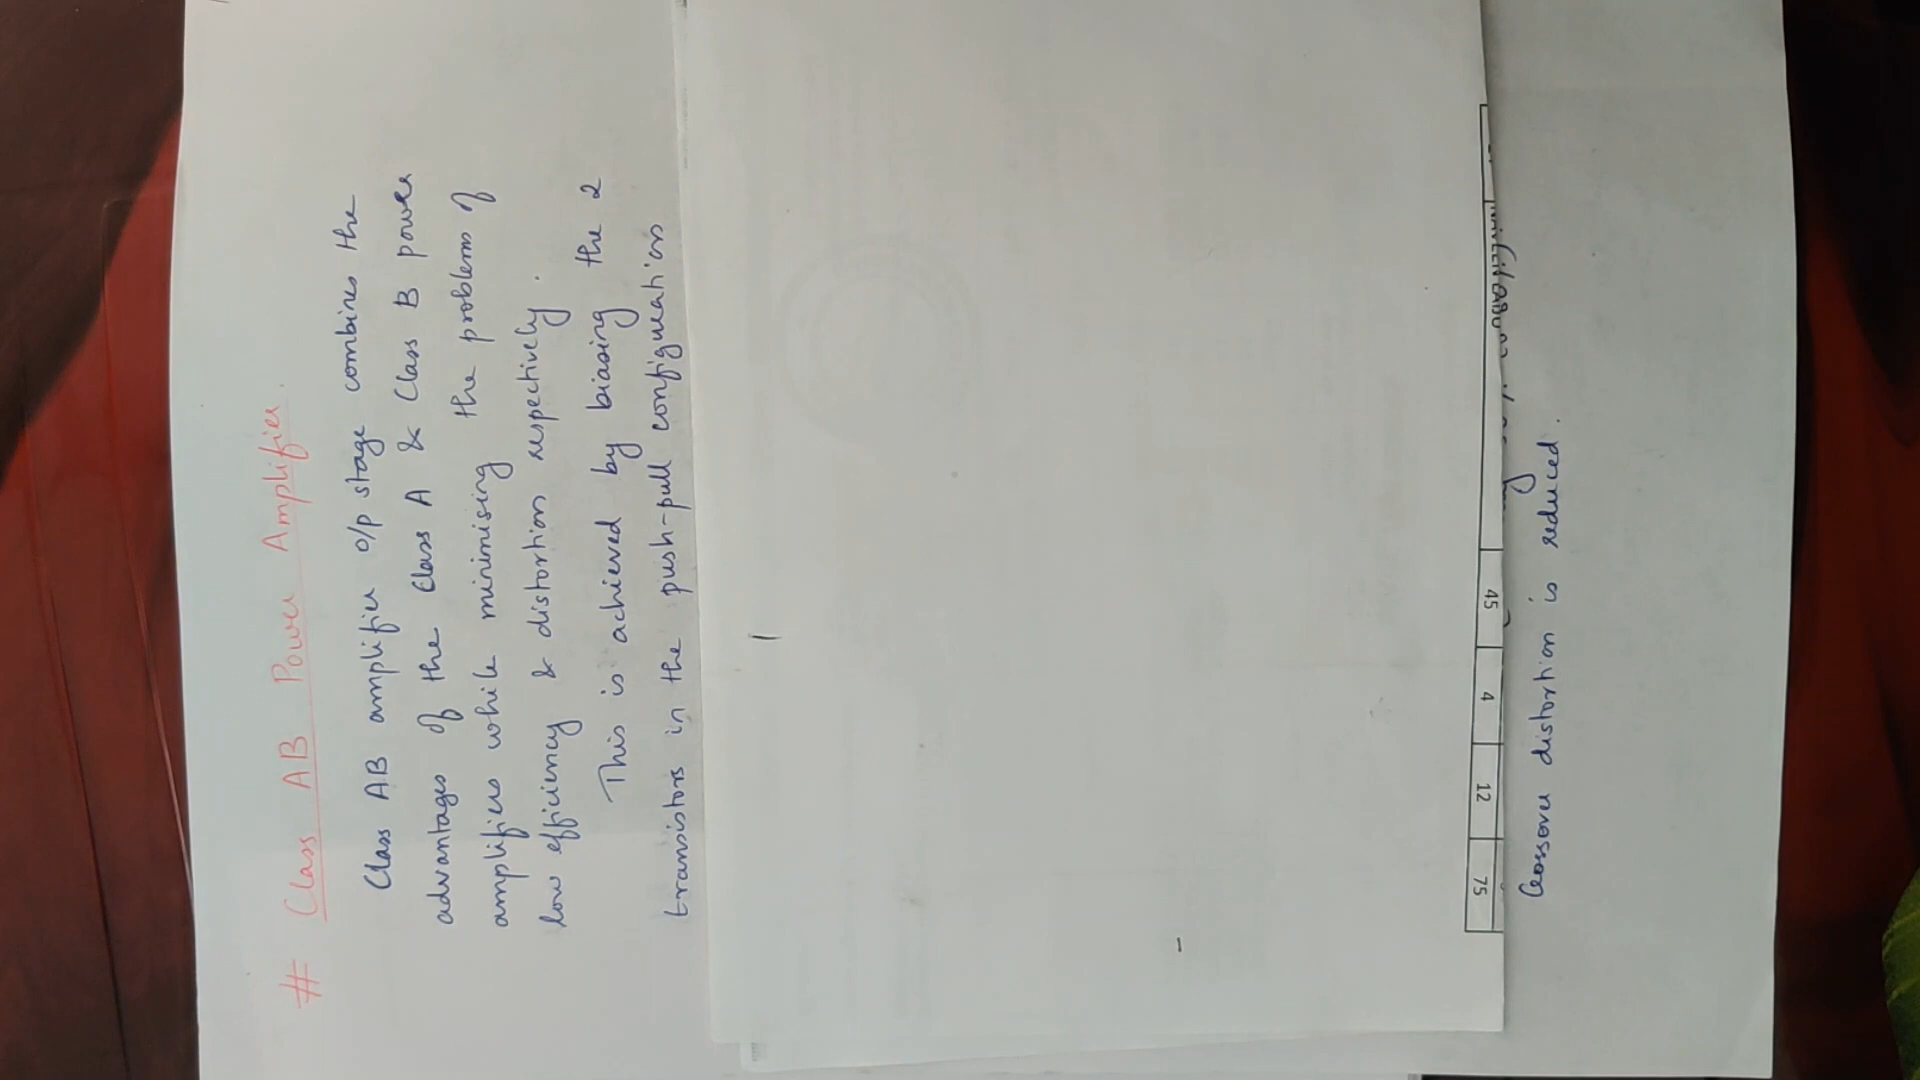 # Class AB Power Amplifier.
Class AB amplifier o/p stage combines the
advantages of the Class A & Class B power
amplifiers while minimising the problems of
low efficiency & distortion respectively.
This is achieved by biasing the 2
transistors in the push-pull configuration
45 4 12 75
Crossover distortion is reduced.